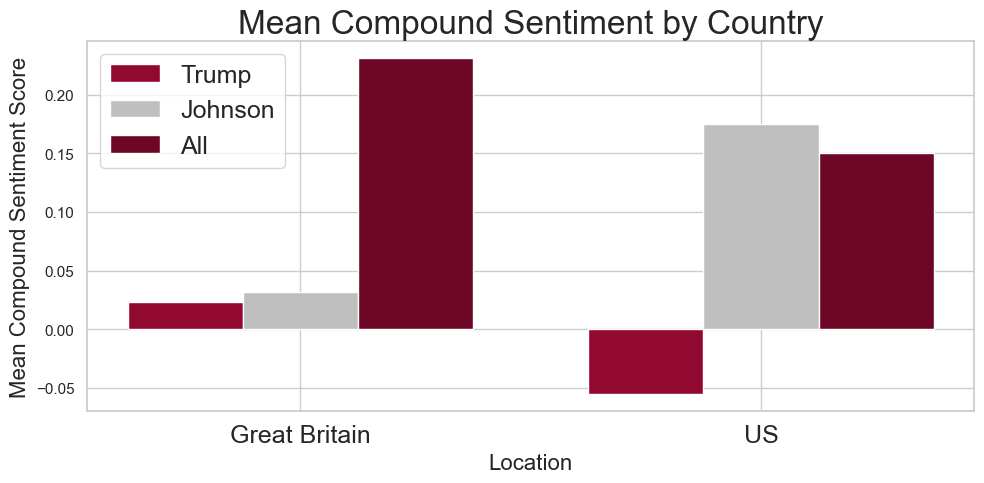 Mean Compound Sentiment by Country
Mean Compound Sentiment Score
0.20
0.15
0.10
0.05
0.00
−0.05
Trump
Johnson
All
Great Britain
US
Location